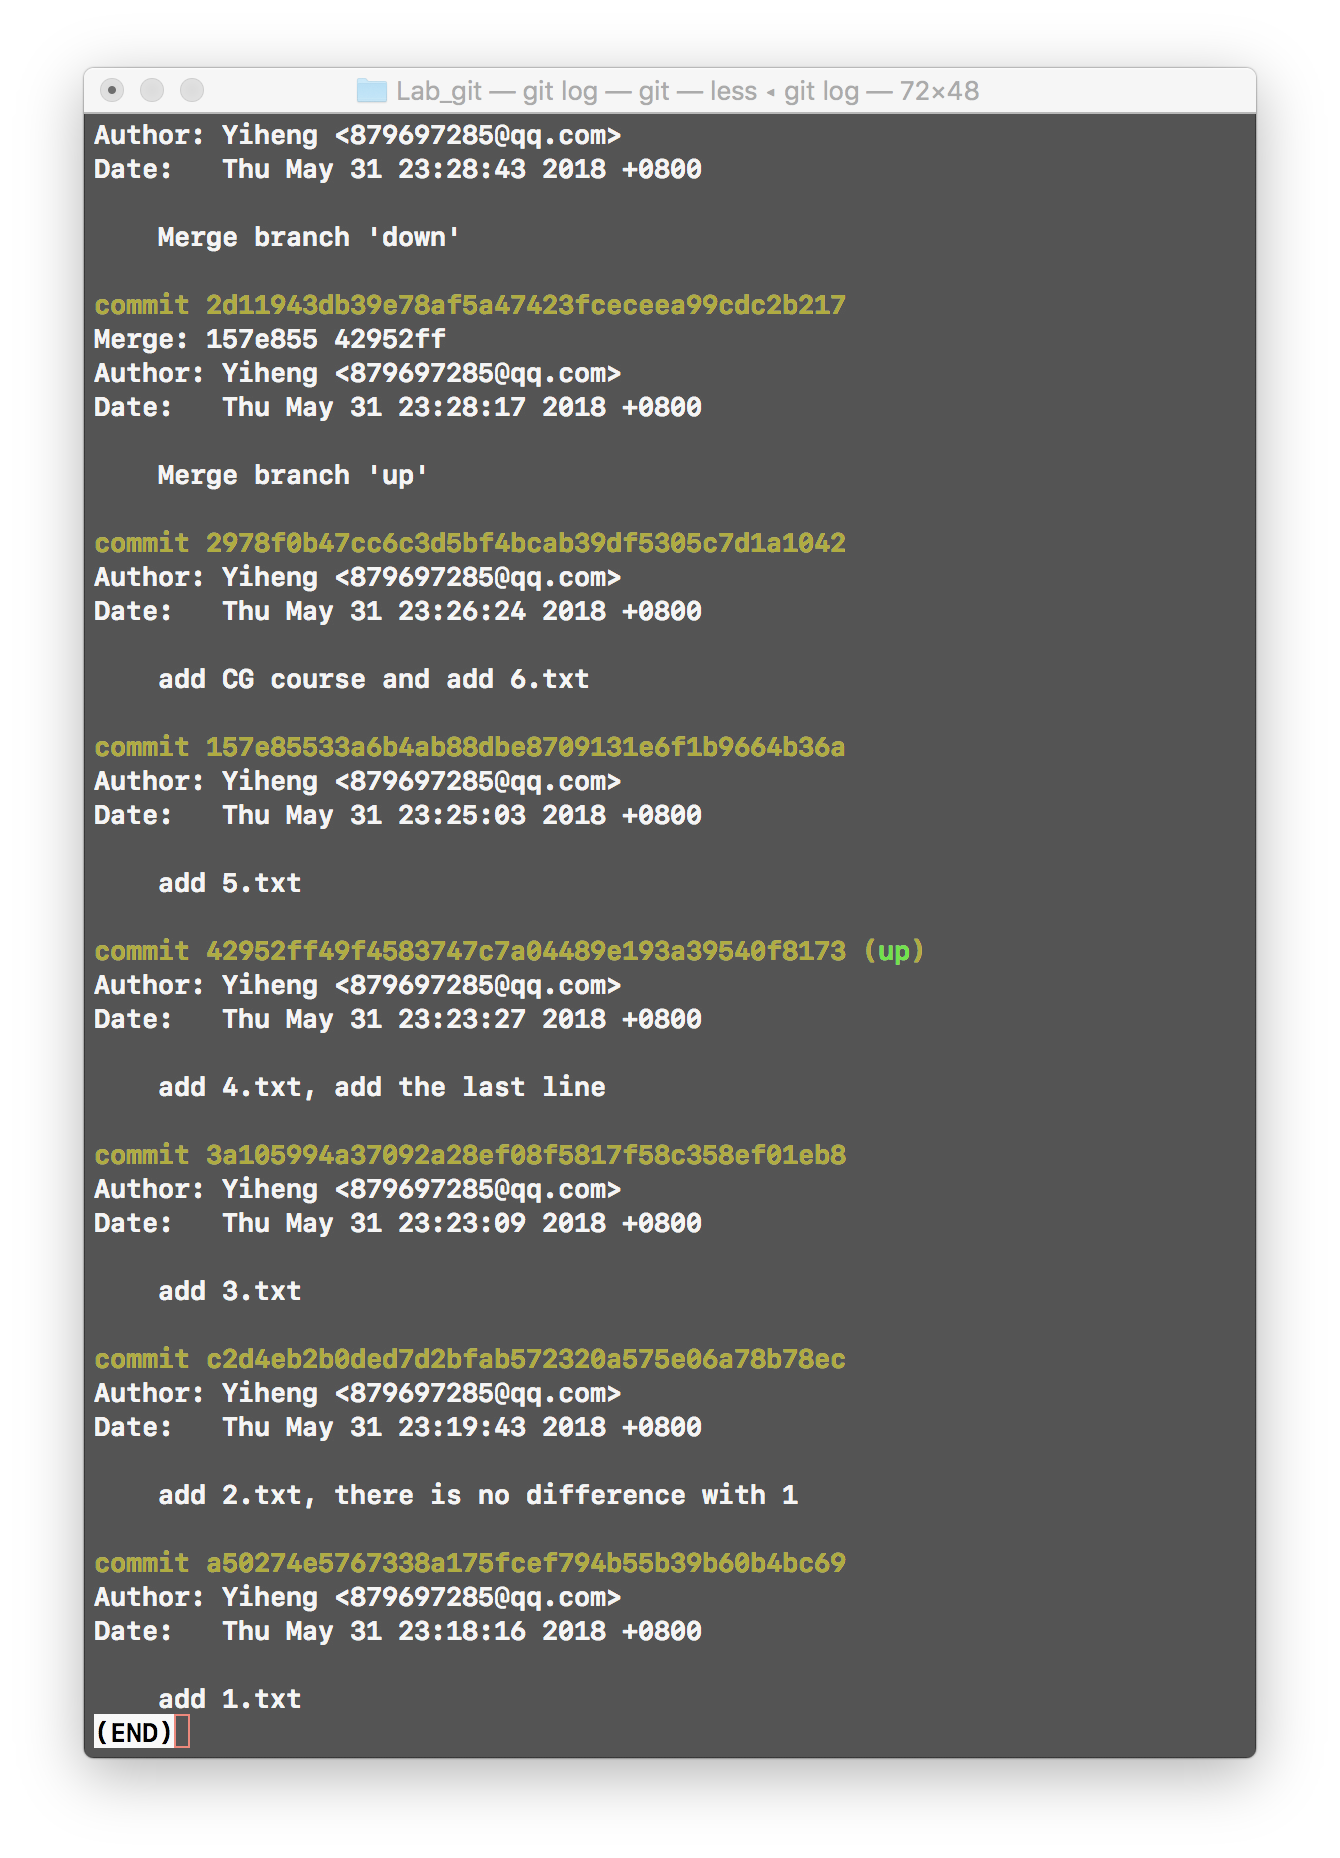 Lab_git — git log — git — less ◂ git log — 72×48
Author: Yiheng <879697285@qq.com>
Date:   Thu May 31 23:28:43 2018 +0800
    Merge branch 'down'
commit 2d11943db39e78af5a47423fceceea99cdc2b217
Merge: 157e855 42952ff
Author: Yiheng <879697285@qq.com>
Date:   Thu May 31 23:28:17 2018 +0800
    Merge branch 'up'
commit 2978f0b47cc6c3d5bf4bcab39df5305c7d1a1042
Author: Yiheng <879697285@qq.com>
Date:   Thu May 31 23:26:24 2018 +0800
    add CG course and add 6.txt
commit 157e85533a6b4ab88dbe8709131e6f1b9664b36a
Author: Yiheng <879697285@qq.com>
Date:   Thu May 31 23:25:03 2018 +0800
    add 5.txt
commit 42952ff49f4583747c7a04489e193a39540f8173 (up)
Author: Yiheng <879697285@qq.com>
Date:   Thu May 31 23:23:27 2018 +0800
    add 4.txt, add the last line
commit 3a105994a37092a28ef08f5817f58c358ef01eb8
Author: Yiheng <879697285@qq.com>
Date:   Thu May 31 23:23:09 2018 +0800
    add 3.txt
commit c2d4eb2b0ded7d2bfab572320a575e06a78b78ec
Author: Yiheng <879697285@qq.com>
Date:   Thu May 31 23:19:43 2018 +0800
    add 2.txt, there is no difference with 1
commit a50274e5767338a175fcef794b55b39b60b4bc69
Author: Yiheng <879697285@qq.com>
Date:   Thu May 31 23:18:16 2018 +0800
    add 1.txt
(END)